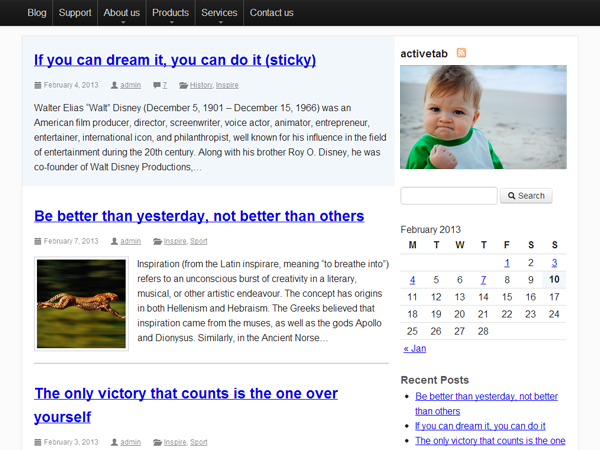 Blog Support About us Products Services Contact us
If you can dream it, you can do it (sticky)
February 4, 2013 admin 7 History, Inspire
Walter Elias “Walt” Disney (December 5, 1901 – December 15, 1966) was an
American film producer, director, screenwriter, voice actor, animator, entrepreneur,
entertainer, international icon, and philanthropist, well known for his influence in the field
of entertainment during the 20th century. Along with his brother Roy O. Disney, he was
co-founder of Walt Disney Productions,…
Be better than yesterday, not better than others
February 7, 2013 admin Inspire, Sport
Inspiration (from the Latin inspirare, meaning “to breathe into”)
refers to an unconscious burst of creativity in a literary,
musical, or other artistic endeavour. The concept has origins
in both Hellenism and Hebraism. The Greeks believed that
inspiration came from the muses, as well as the gods Apollo
and Dionysus. Similarly, in the Ancient Norse…
The only victory that counts is the one over
yourself
February 3, 2013 admin Inspire, Sport
activetab
Search
February 2013
M T W T F S S
1 2 3
4 5 6 7 8 9 10
11 12 13 14 15 16 17
18 19 20 21 22 23 24
25 26 27 28
« Jan
Recent Posts
Be better than yesterday, not better
than others
If you can dream it, you can do it
The only victory that counts is the one